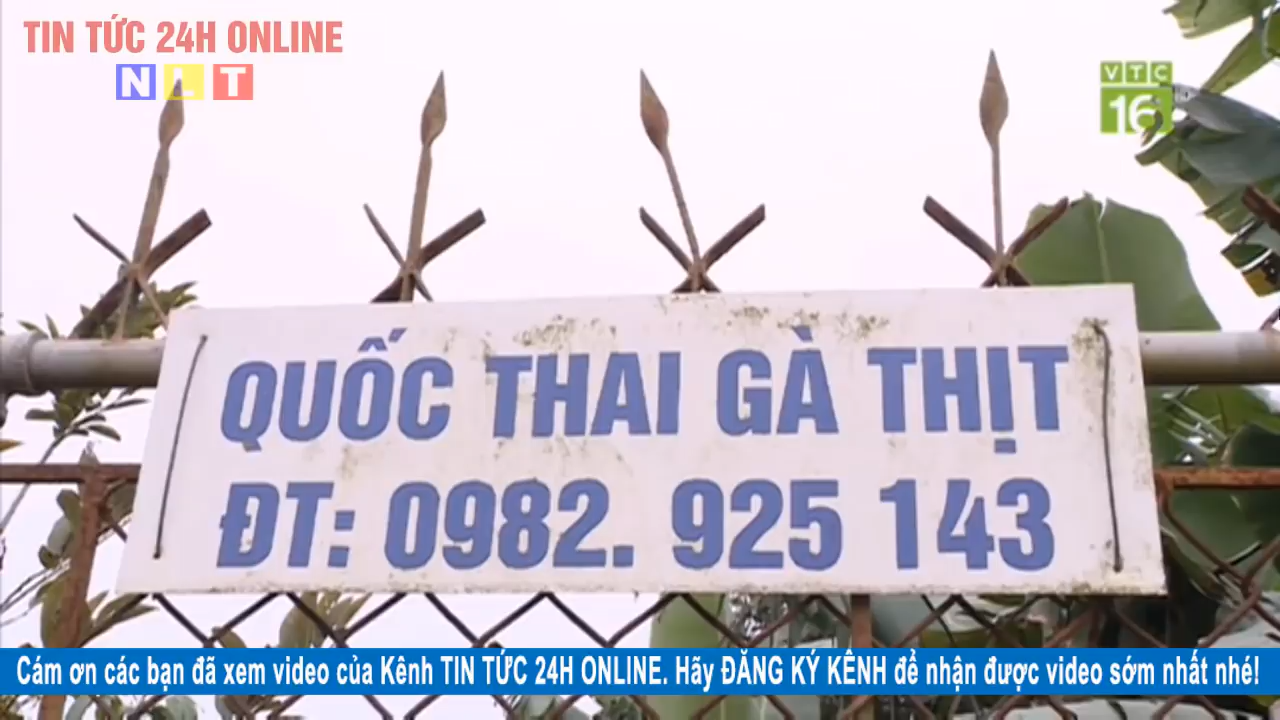 TIN TỨC 24H ONLINE
NLT
VTC
16
QUỐC THAI GÀ THỊT
ĐT: 0982. 925 143
Cám ơn các bạn đã xem video của Kênh TIN TỨC 24H ONLINE. Hãy ĐĂNG KÝ KÊNH để nhận được video sớm nhất nhé!